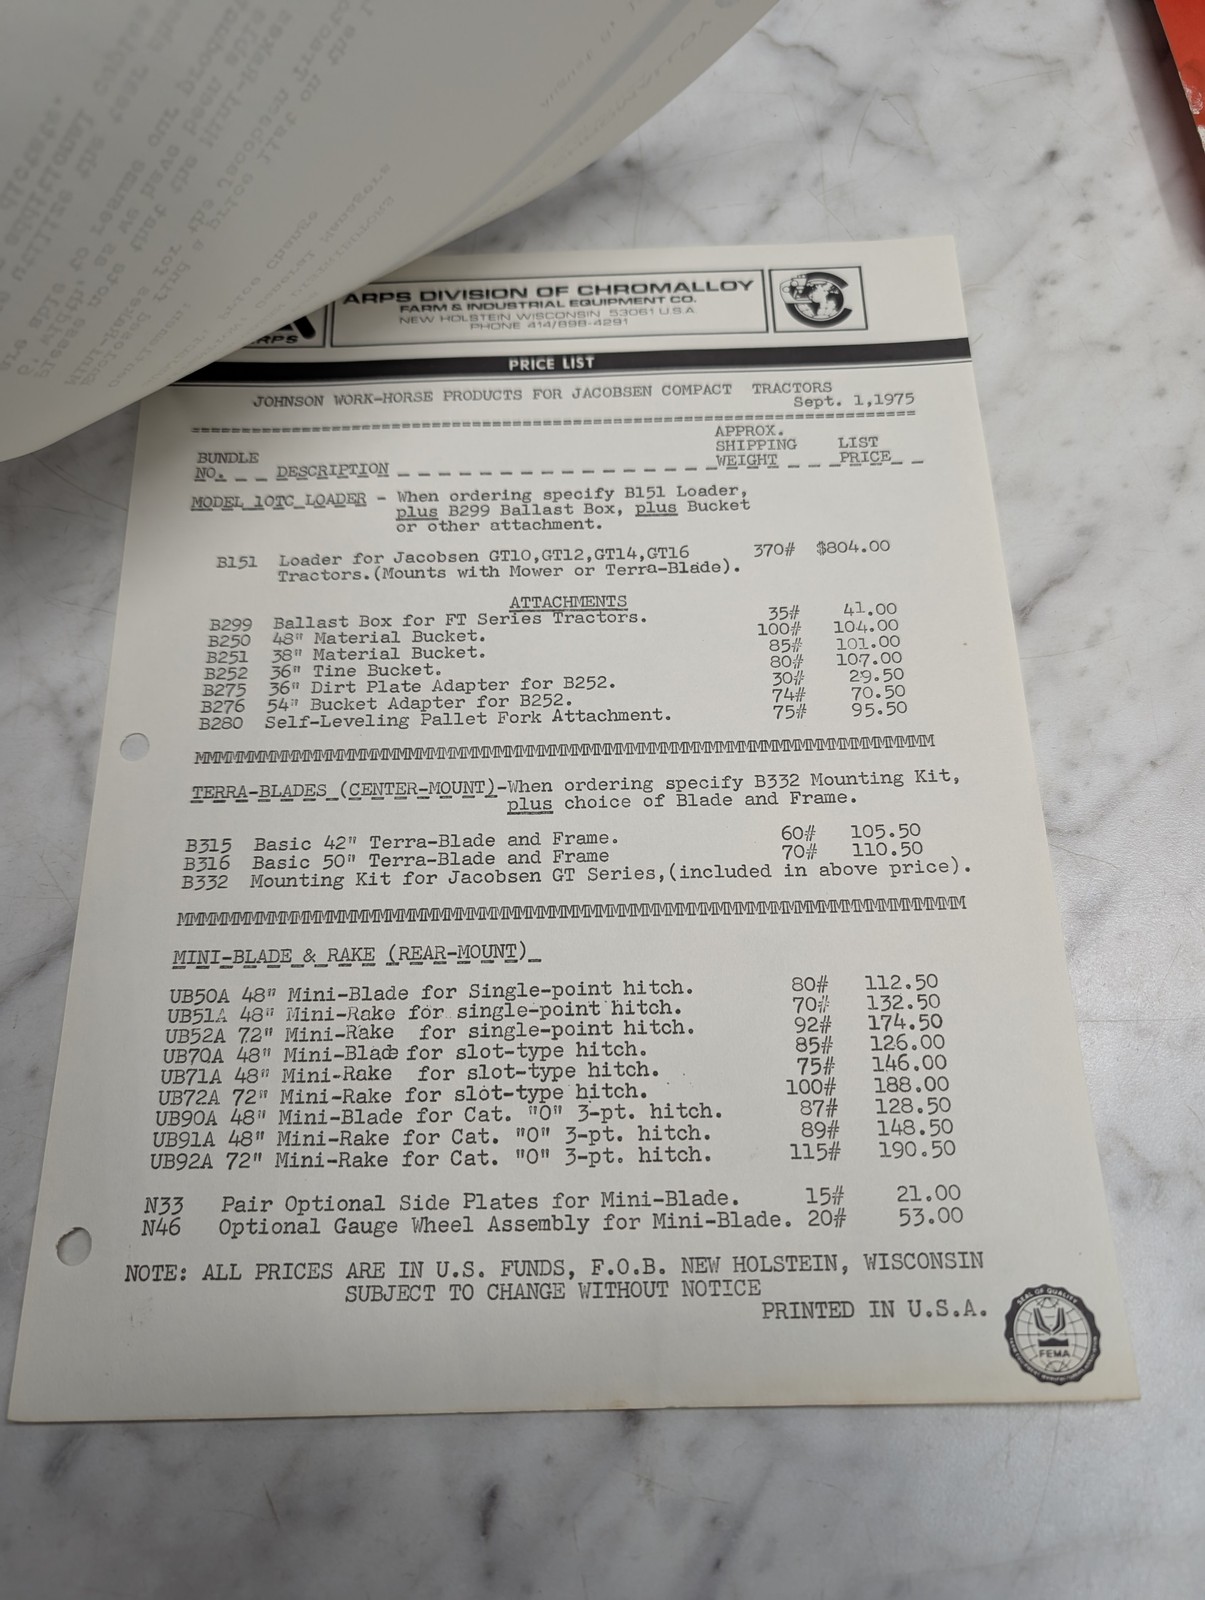 ARPS DIVISION OF CHROMALLOY
FARM & INDUSTRIAL EQUIPMENT CO.
NEW HOLSTEIN, WISCONSIN 53061 U.S.A.
PHONE 414/898-4291
ARPS
PRICE LIST
JOHNSON WORK-HORSE PRODUCTS FOR JACOBSEN COMPACT TRACTORS
Sept. 1,1975
APPROX.
SHIPPING LIST
BUNDLE
NO. DESCRIPTION WEIGHT PRICE
MODEL 10TC LOADER - When ordering specify B151 Loader,
plus B299 Ballast Box, plus Bucket
or other attachment.
B151 Loader for Jacobsen GT10,GT12,GT14,GT16 370# $804.00
Tractors.(Mounts with Mower or Terra-Blade).
ATTACHMENTS
B299 Ballast Box for FT Series Tractors. 35# 41.00
B250 48" Material Bucket. 100# 104.00
B251 38" Material Bucket. 85# 101.00
B252 36" Tine Bucket. 80# 107.00
B275 36" Dirt Plate Adapter for B252. 30# 29.50
B276 54" Bucket Adapter for B252. 74# 70.50
B280 Self-Leveling Pallet Fork Attachment. 75# 95.50
TERRA-BLADES (CENTER-MOUNT)-When ordering specify B332 Mounting Kit,
plus choice of Blade and Frame.
B315 Basic 42" Terra-Blade and Frame. 60# 105.50
B316 Basic 50" Terra-Blade and Frame 70# 110.50
B332 Mounting Kit for Jacobsen GT Series,(included in above price).
MINI-BLADE & RAKE (REAR-MOUNT)
UB50A 48" Mini-Blade for Single-point hitch. 80# 112.50
UB51A 48" Mini-Rake for single-point hitch. 70# 132.50
UB52A 72" Mini-Rake for single-point hitch. 92# 174.50
UB70A 48" Mini-Blade for slot-type hitch. 85# 126.00
UB71A 48" Mini-Rake for slot-type hitch. 75# 146.00
UB72A 72" Mini-Rake for slot-type hitch. 100# 188.00
UB90A 48" Mini-Blade for Cat. "0" 3-pt. hitch. 87# 128.50
UB91A 48" Mini-Rake for Cat. "0" 3-pt. hitch. 89# 148.50
UB92A 72" Mini-Rake for Cat. "0" 3-pt. hitch. 115# 190.50
N33 Pair Optional Side Plates for Mini-Blade. 15# 21.00
N46 Optional Gauge Wheel Assembly for Mini-Blade. 20# 53.00
NOTE: ALL PRICES ARE IN U.S. FUNDS, F.O.B. NEW HOLSTEIN, WISCONSIN
SUBJECT TO CHANGE WITHOUT NOTICE
PRINTED IN U.S.A.
SEAL OF QUALITY
FEMA